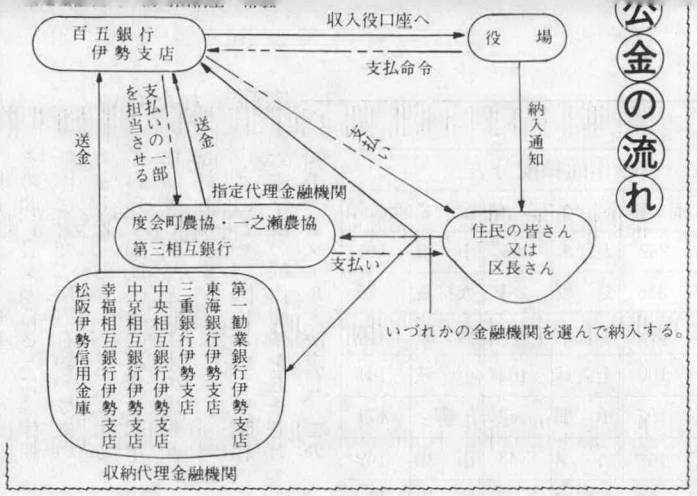 公金の流れ
百五銀行
伊勢支店
収入役口座へ
支払命令
役場
送金
支払いの一部
を担当させる
送金
支払い
納入通知
指定代理金融機関
度会町農協 一之瀬農協
第三相互銀行
支払い
住民の皆さん
又は
区長さん
いづれかの金融機関を選んで納入する。
第一勧業銀行伊勢支店
東海銀行伊勢支店
三重銀行伊勢支店
中央相互銀行伊勢支店
中京相互銀行伊勢支店
幸福相互銀行伊勢支店
松阪伊勢信用金庫
収納代理金融機関